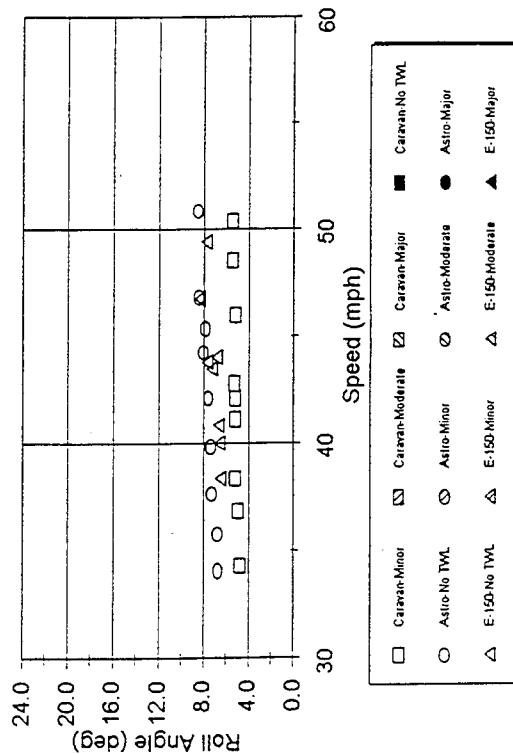 Roll Angle (deg)
24.0
20.0
16.0
12.0
8.0
4.0
0.0
30
40
50
60
Speed (mph)
Caravan-Minor Caravan-Moderate Caravan-Major Caravan-No TWL
Astro-No TWL Astro-Minor Astro-Moderate Astro-Major
E-150-No TWL E-150-Minor E-150-Moderate E-150-Major